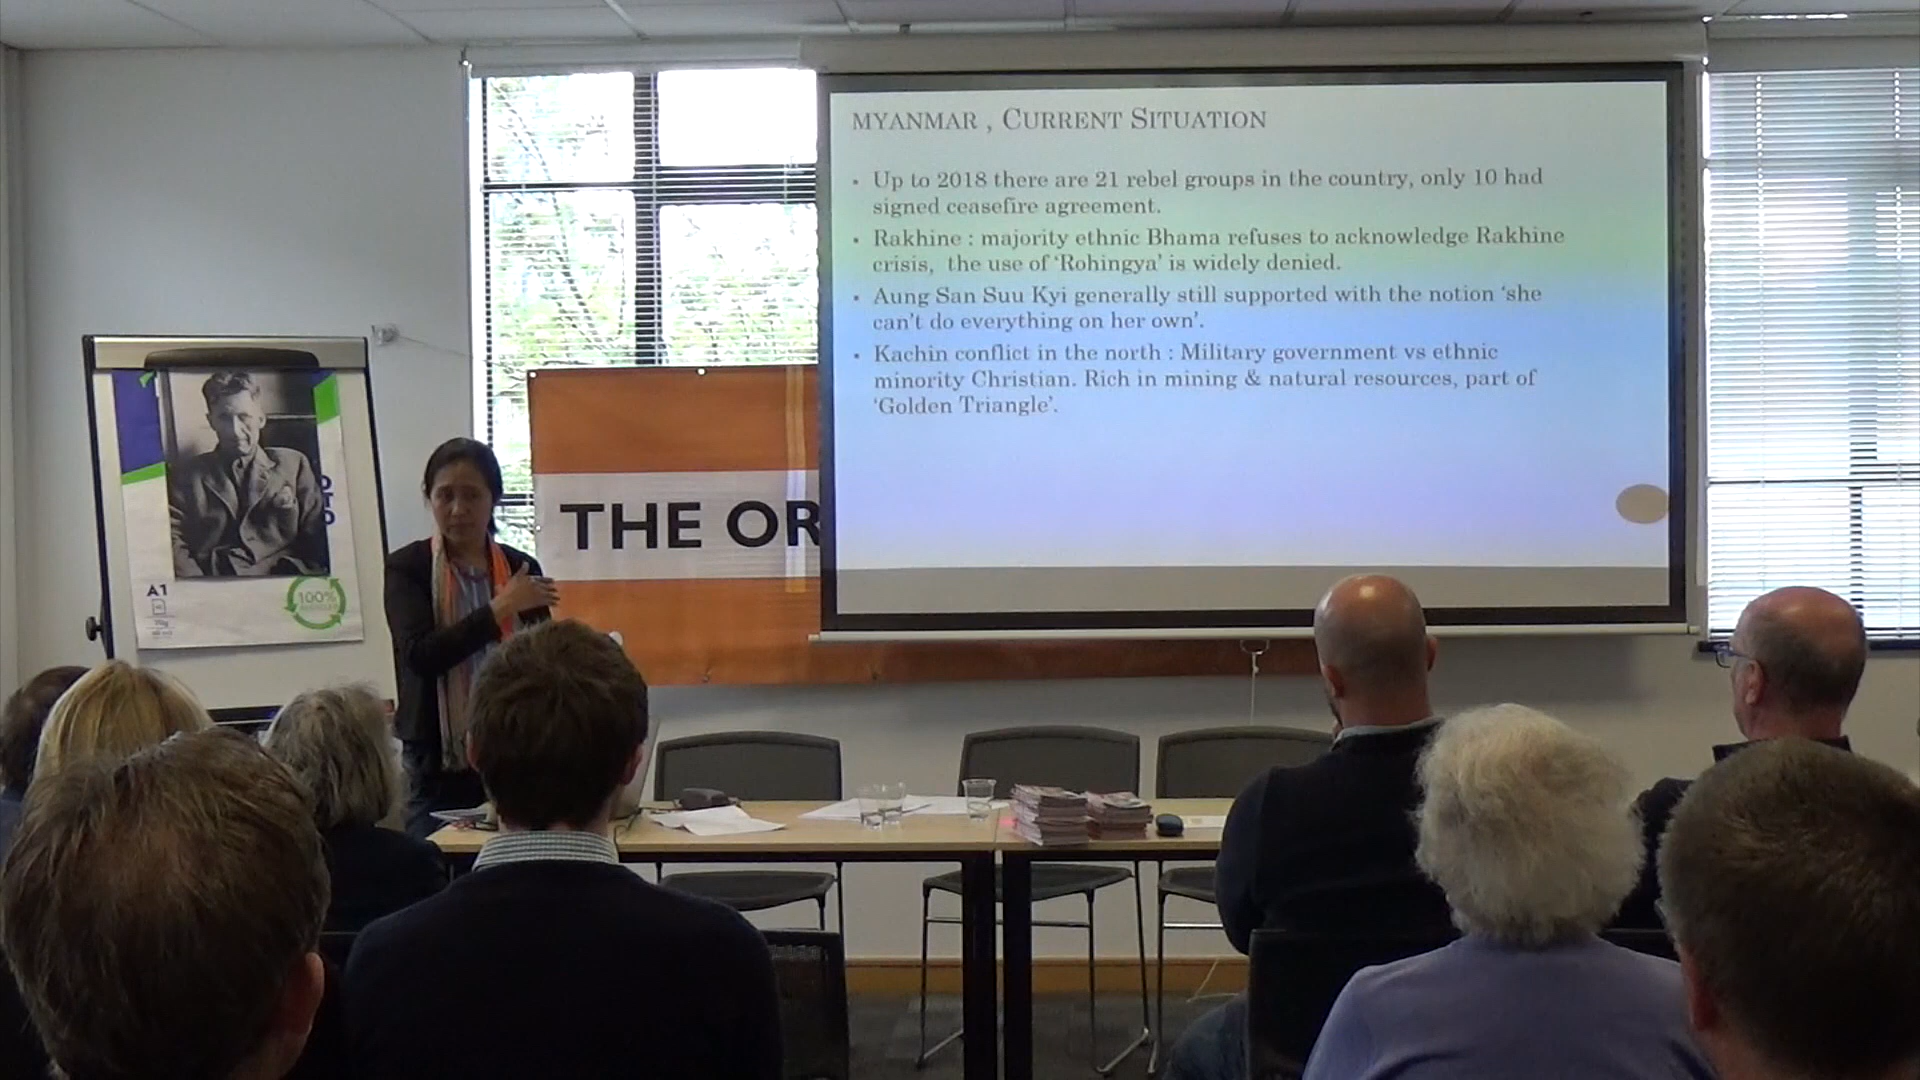 MYANMAR , CURRENT SITUATION
• Up to 2018 there are 21 rebel groups in the country, only 10 had
signed ceasefire agreement.
• Rakhine : majority ethnic Bhama refuses to acknowledge Rakhine
crisis, the use of ‘Rohingya’ is widely denied.
• Aung San Suu Kyi generally still supported with the notion ‘she
can’t do everything on her own’.
• Kachin conflict in the north : Military government vs ethnic
minority Christian. Rich in mining & natural resources, part of
‘Golden Triangle’.
THE OR
A1
100%